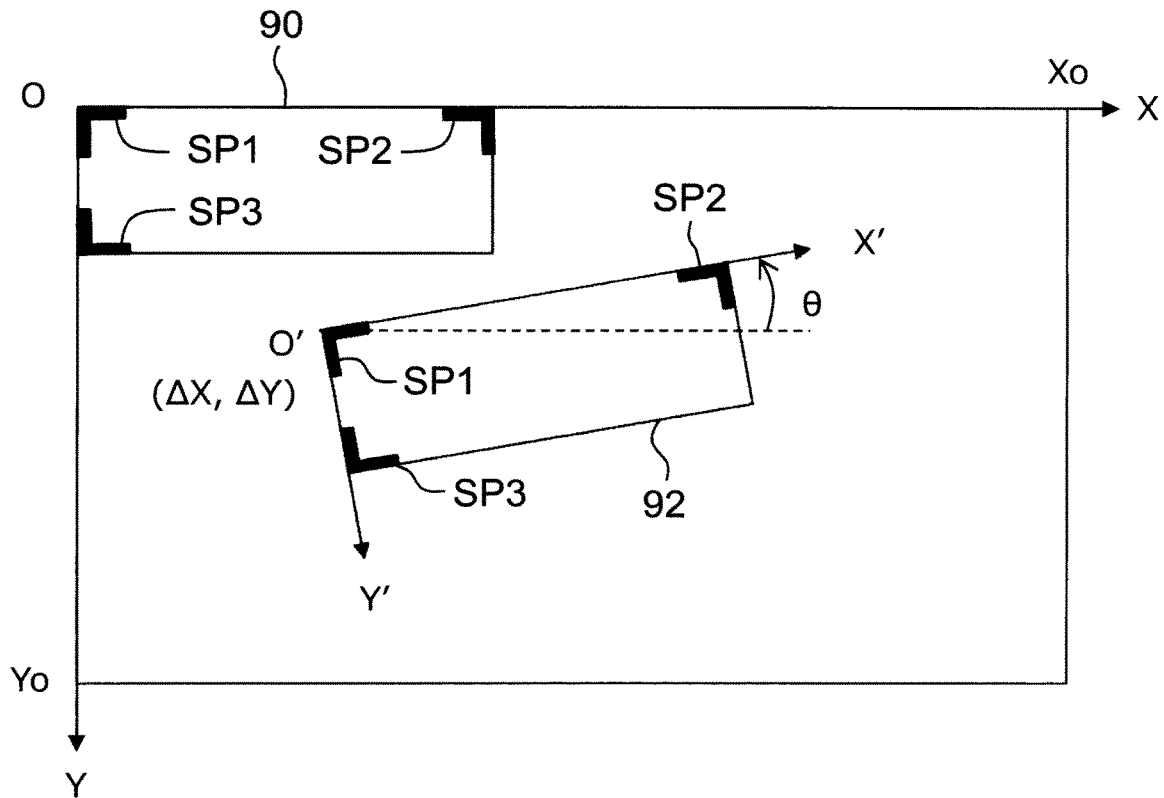 90
O
Xo
X
SP1
SP2
SP3
SP2
X′
θ
O′
(ΔX, ΔY)
SP1
SP3
92
Y′
Yo
Y